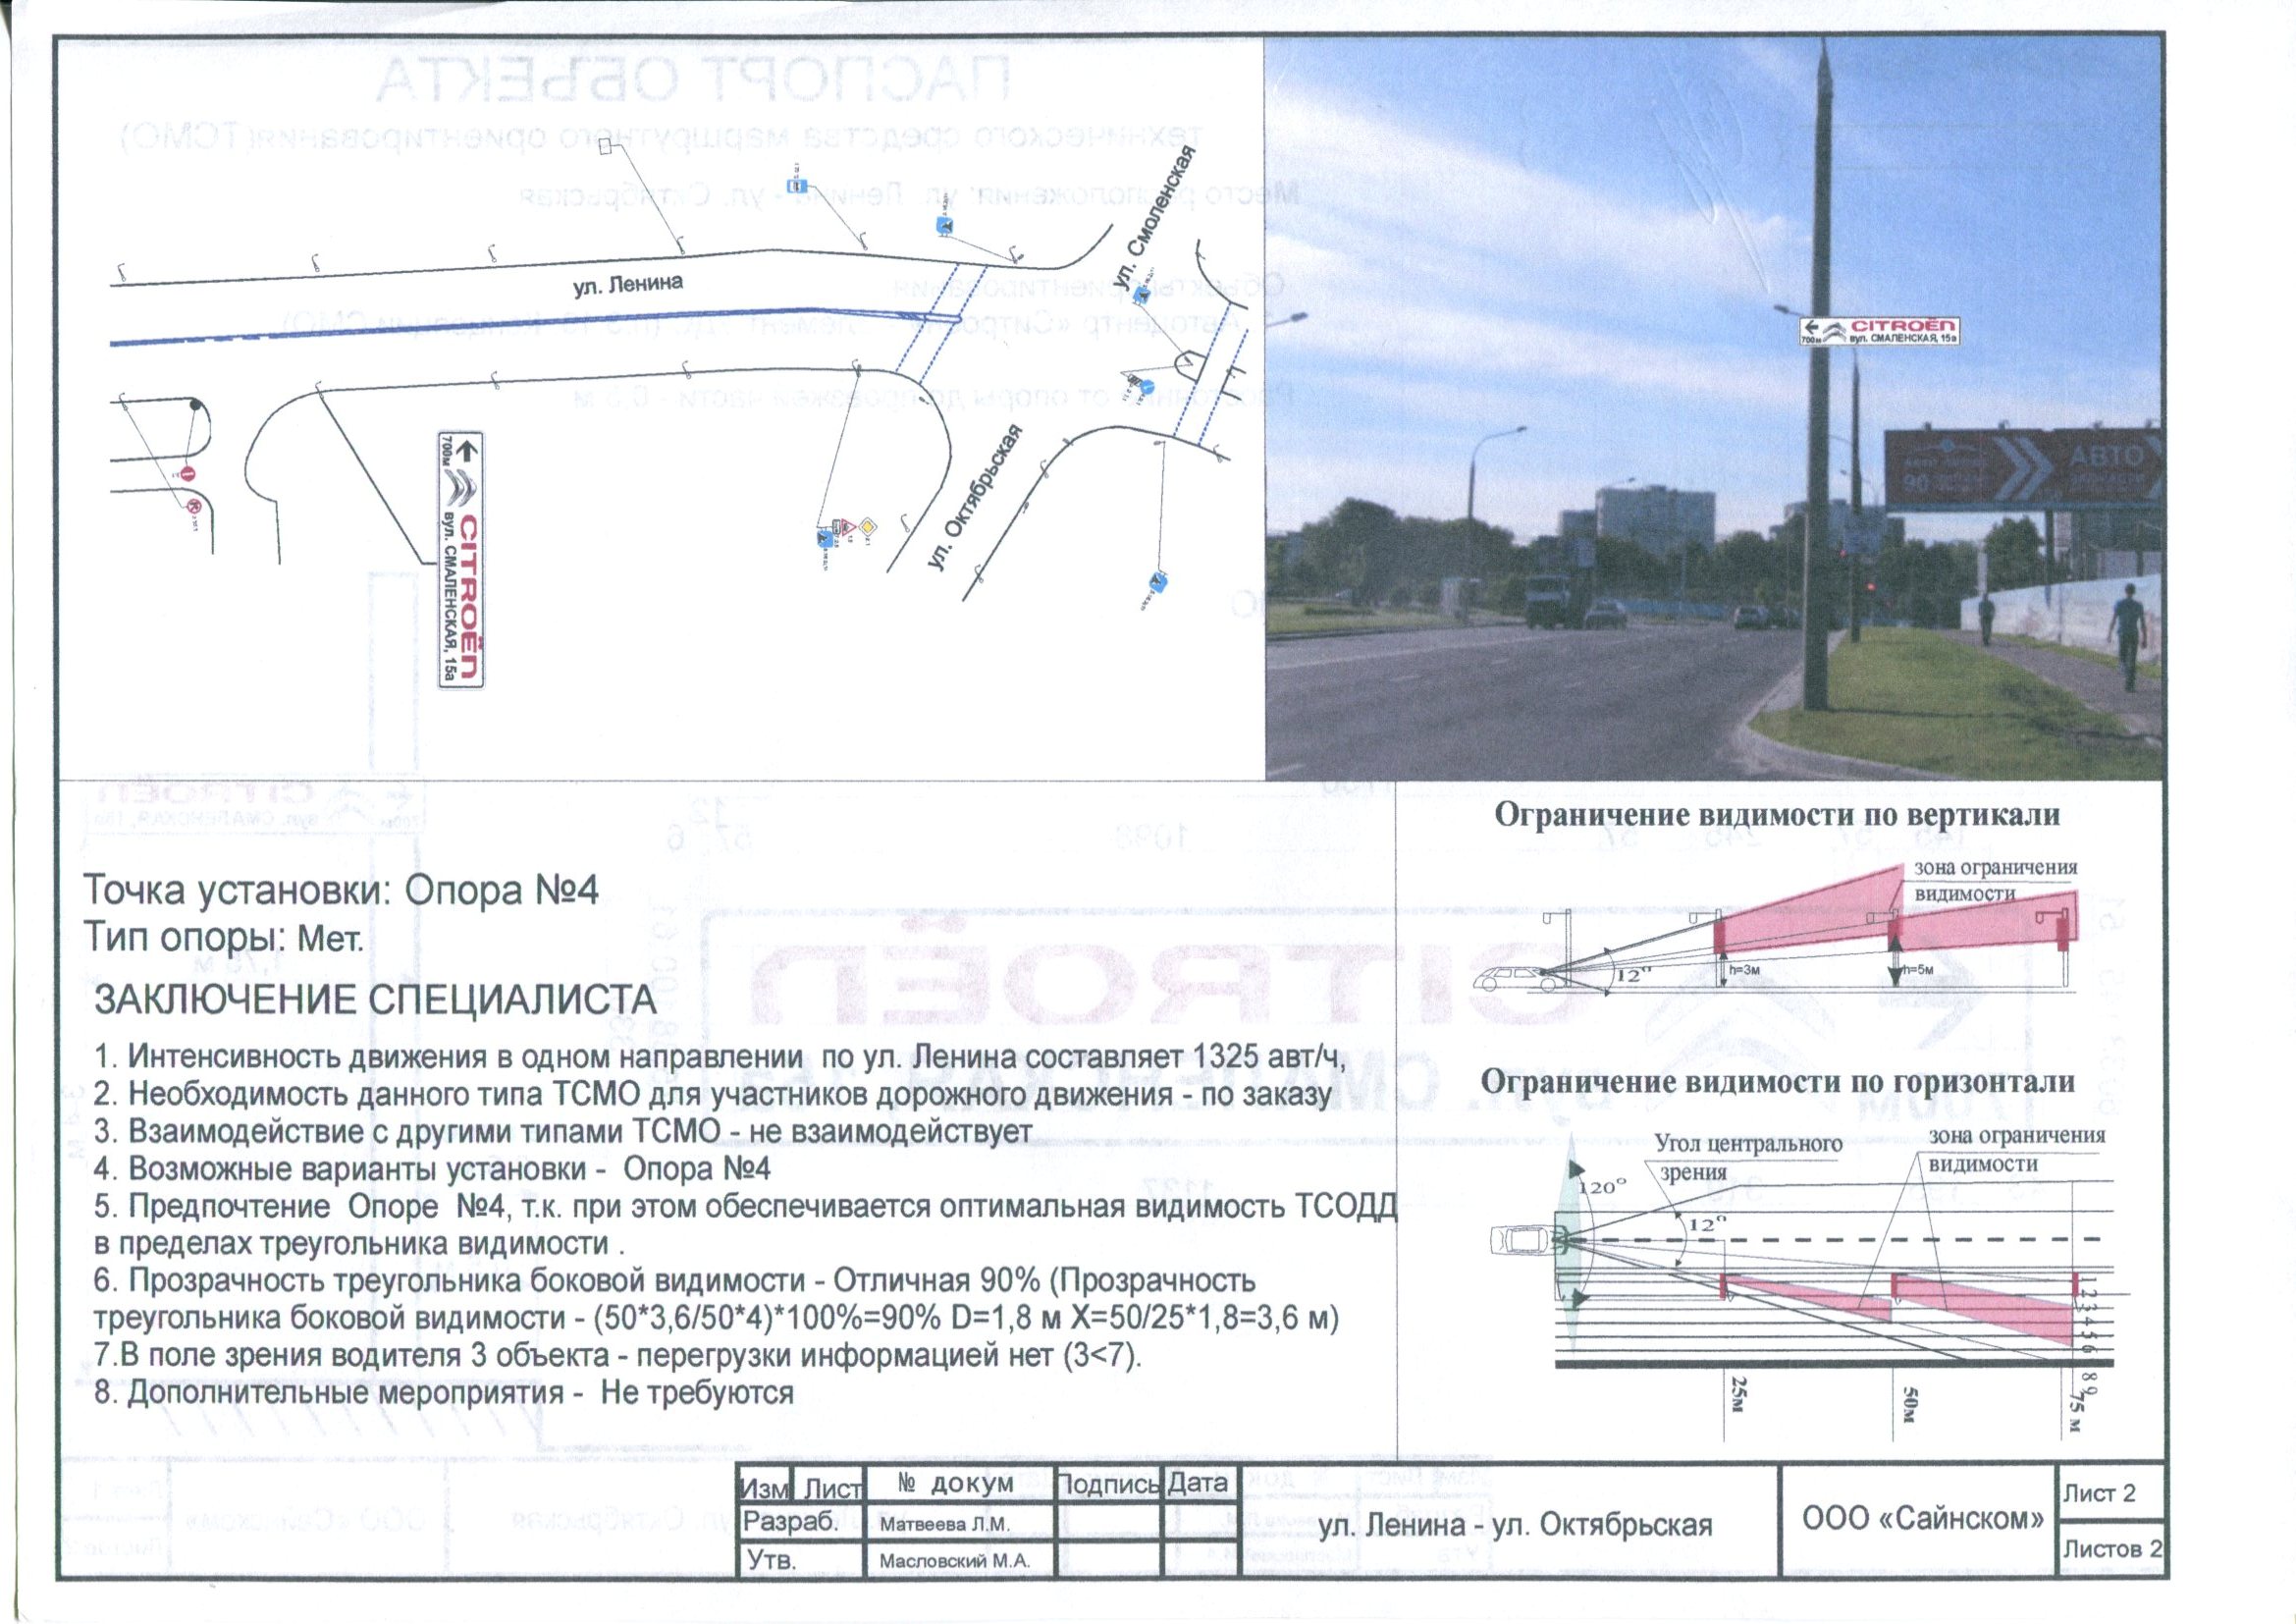 ул. Ленина
ул. Смоленская
ул. Октябрьская
700м
CITROËN
вул. СМАЛЕНСКАЯ, 15а
CITROËN
700м вул. СМАЛЕНСКАЯ, 15а
АВТО
90
Точка установки: Опора №4
Тип опоры: Мет.
ЗАКЛЮЧЕНИЕ СПЕЦИАЛИСТА
1. Интенсивность движения в одном направлении по ул. Ленина составляет 1325 авт/ч,
2. Необходимость данного типа ТСМО для участников дорожного движения - по заказу
3. Взаимодействие с другими типами ТСМО - не взаимодействует
4. Возможные варианты установки - Опора №4
5. Предпочтение Опоре №4, т.к. при этом обеспечивается оптимальная видимость ТСОДД
в пределах треугольника видимости .
6. Прозрачность треугольника боковой видимости - Отличная 90% (Прозрачность
треугольника боковой видимости - (50*3,6/50*4)*100%=90% D=1,8 м X=50/25*1,8=3,6 м)
7.В поле зрения водителя 3 объекта - перегрузки информацией нет (3<7).
8. Дополнительные мероприятия - Не требуются
Ограничение видимости по вертикали
зона ограничения
видимости
12°
h=3м
h=5м
Ограничение видимости по горизонтали
Угол центрального
зрения
зона ограничения
видимости
120°
12°
1 2 3 4 5 6
8 9
25м
50м
75 м
Изм Лист № докум Подпись Дата
Разраб. Матвеева Л.М.
Утв. Масловский М.А.
ул. Ленина - ул. Октябрьская
ООО «Сайнском»
Лист 2
Листов 2